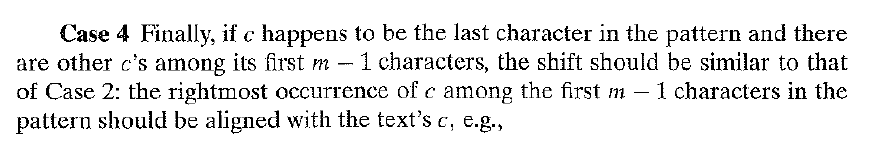 Case 4 Finally, if c happens to be the last character in the pattern and there
are other c's among its first m − 1 characters, the shift should be similar to that
of Case 2: the rightmost occurrence of c among the first m − 1 characters in the
pattern should be aligned with the text's c, e.g.,